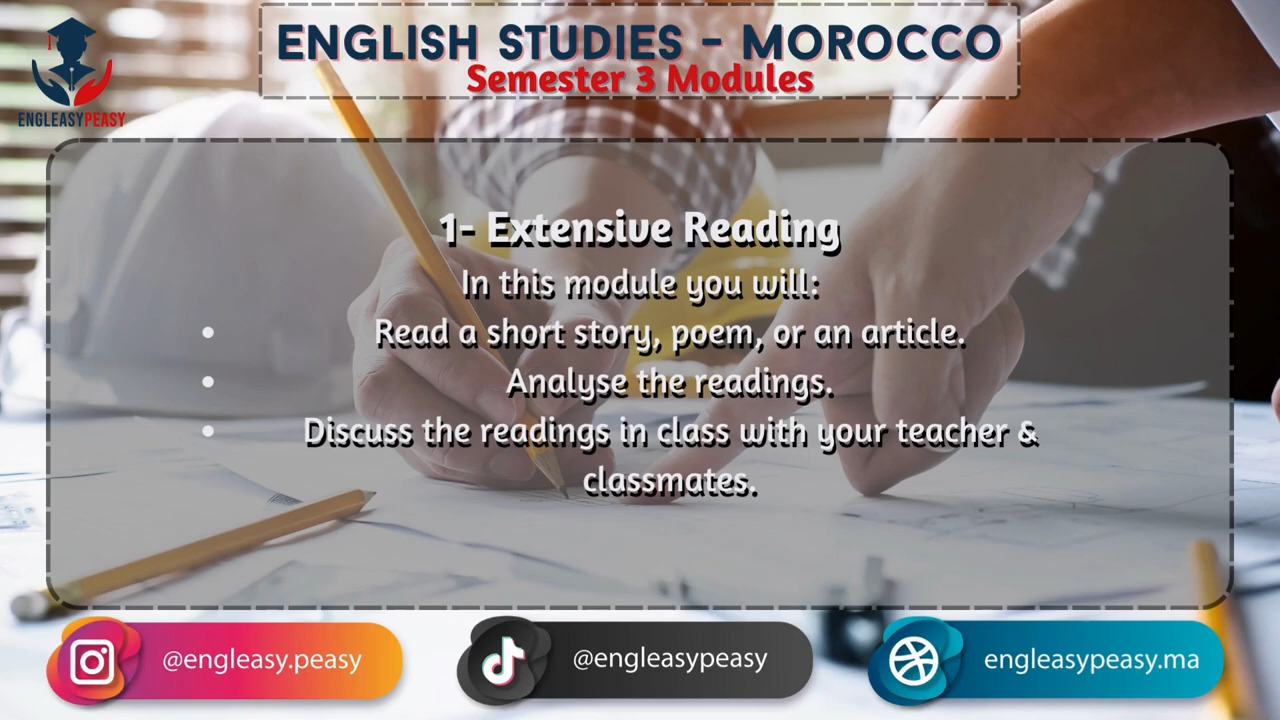 ENGLISH STUDIES - MOROCCO
Semester 3 Modules
ENGLEASYPEASY
1- Extensive Reading
In this module you will:
• Read a short story, poem, or an article.
• Analyse the readings.
• Discuss the readings in class with your teacher &
classmates.
@engleasy.peasy
@engleasypeasy
engleasypeasy.ma